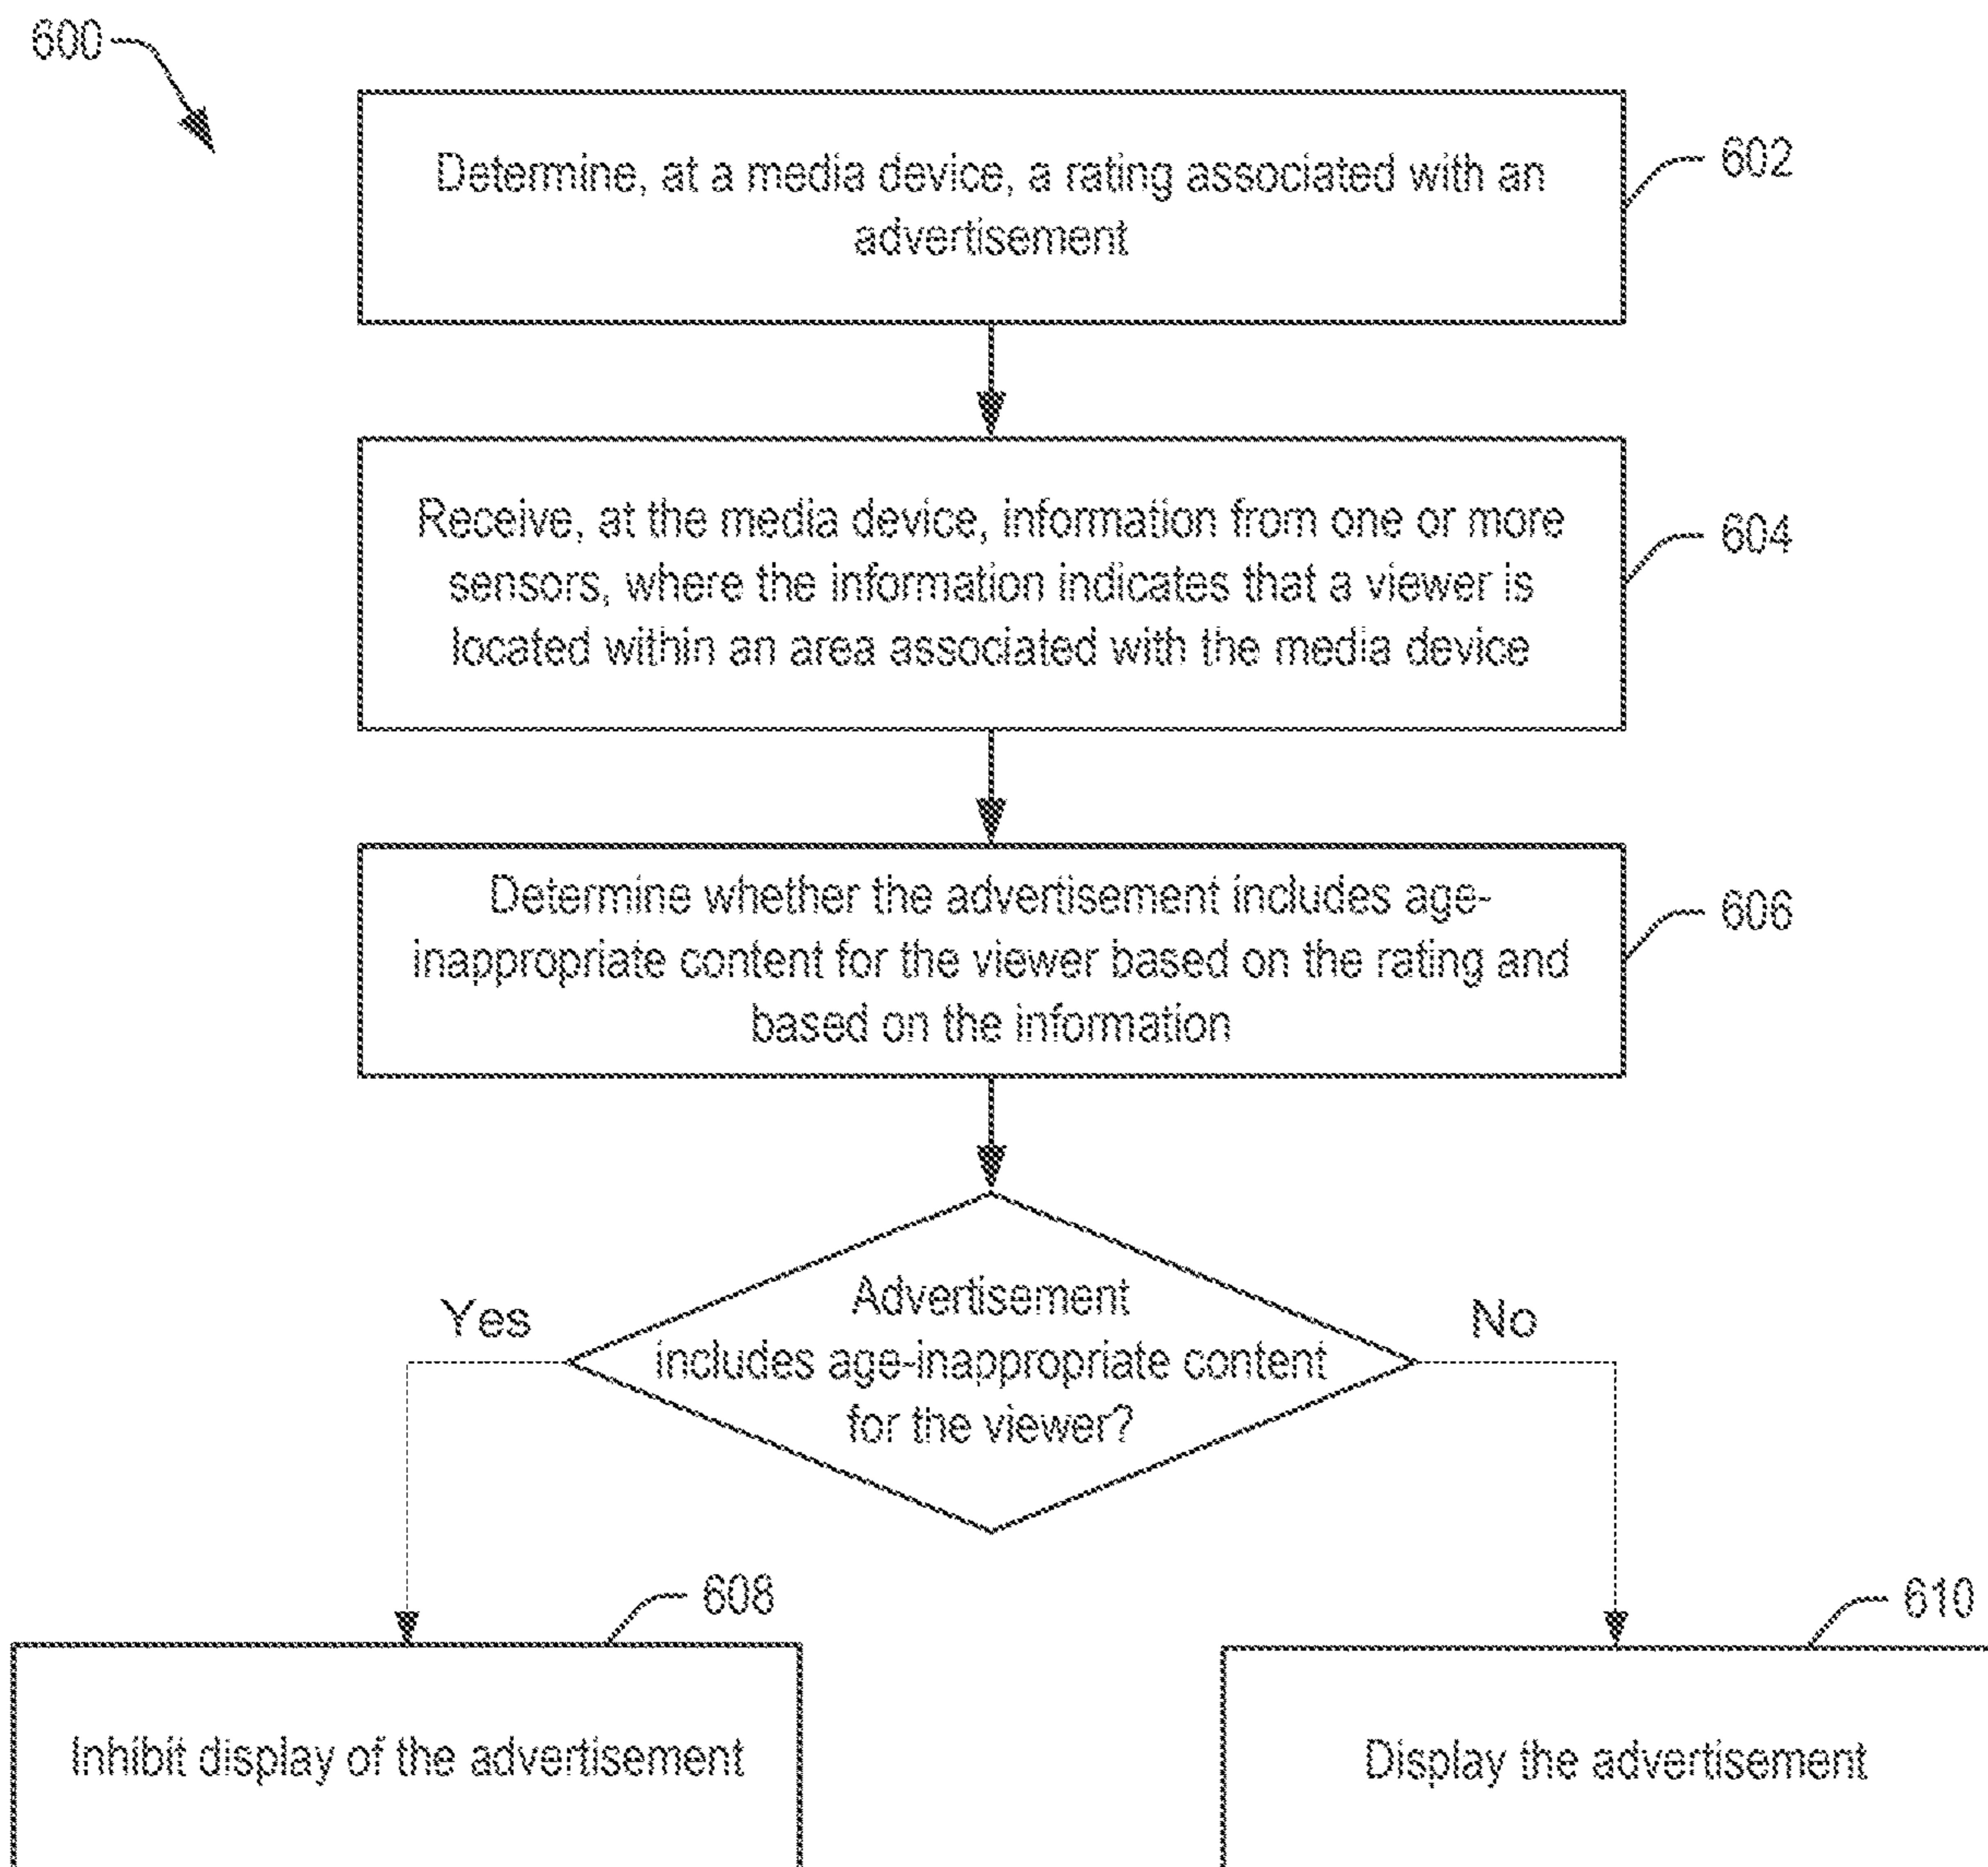 600
Determine, at a media device, a rating associated with an
advertisement
602
Receive, at the media device, information from one or more
sensors, where the information indicates that a viewer is
located within an area associated with the media device
604
Determine whether the advertisement includes age-
inappropriate content for the viewer based on the rating and
based on the information
606
Advertisement
includes age-inappropriate content
for the viewer?
Yes
No
608
Inhibit display of the advertisement
610
Display the advertisement